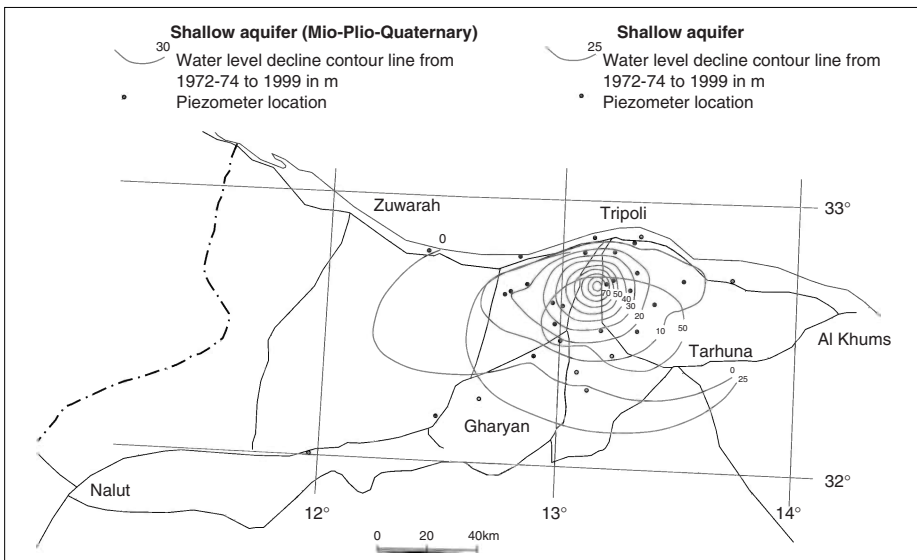 Shallow aquifer (Mio-Plio-Quaternary)
30
Water level decline contour line from
1972-74 to 1999 in m
Piezometer location
Shallow aquifer
25
Water level decline contour line from
1972-74 to 1999 in m
Piezometer location
33°
Zuwarah
Tripoli
0
70 50 40
30
20
10 50
Al Khums
Tarhuna
0
25
Gharyan
32°
Nalut
12° 13° 14°
0 20 40km